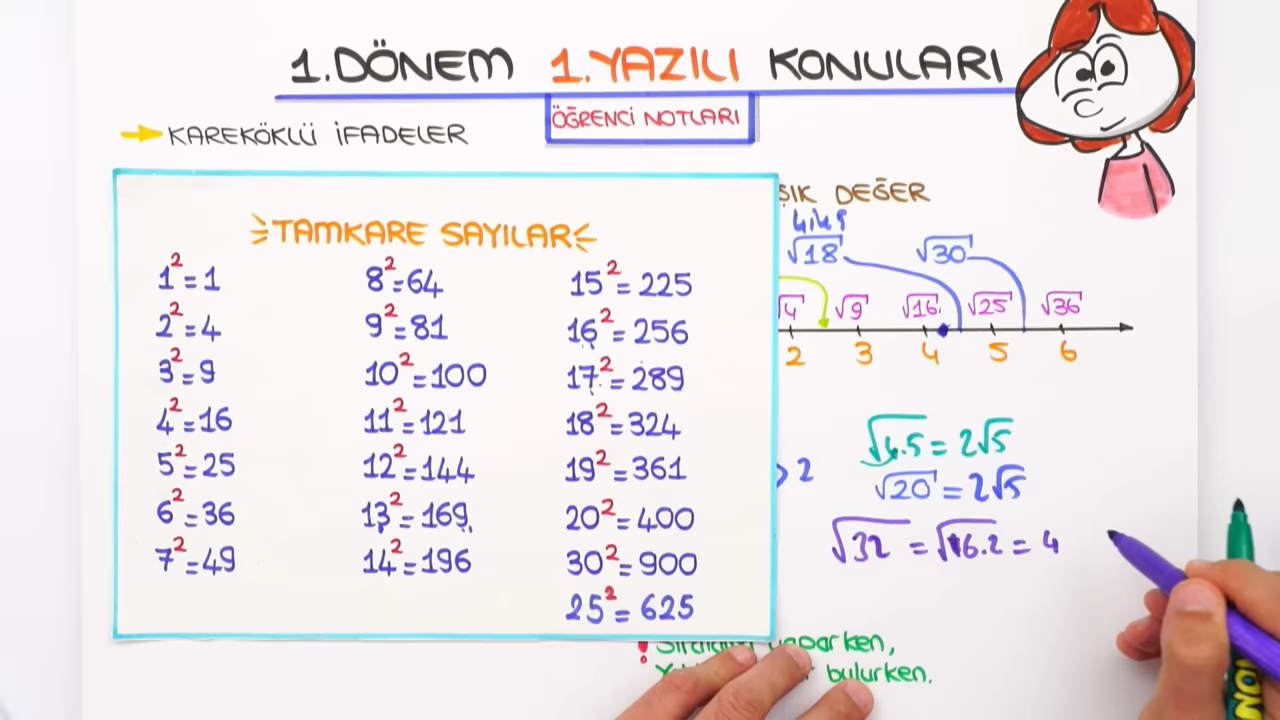 1.DÖNEM 1.YAZILI KONULARI
ÖĞRENCİ NOTLARI
KAREKÖKLÜ İFADELER
TAMKARE SAYILAR
1²=1
2²=4
3²=9
4²=16
5²=25
6²=36
7²=49
8²=64
9²=81
10²=100
11²=121
12²=144
13²=169
14²=196
15²=225
16²=256
17²=289
18²=324
19²=361
20²=400
30²=900
25²=625
DEĞER
√18 √30
√4 √9 √16 √25 √36
2 3 4 5 6
2
√4.5 = 2√5
√20 = 2√5
√32 = √16.2 = 4
bulurken.